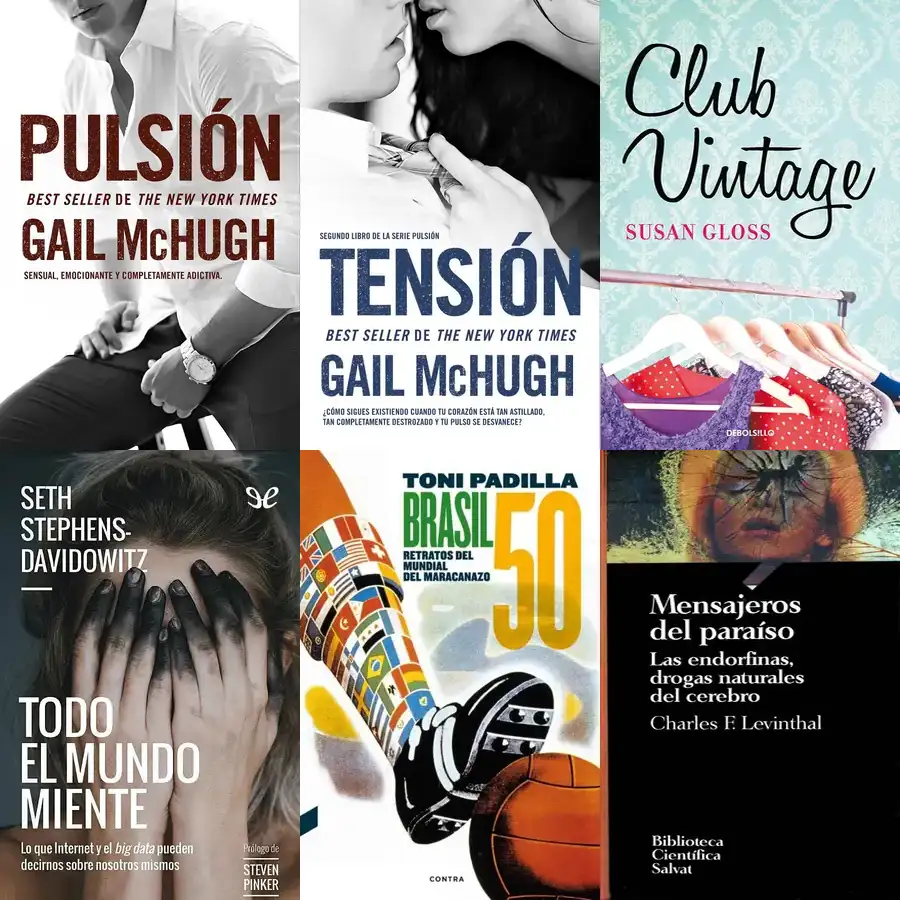 PULSIÓN
BEST SELLER DE THE NEW YORK TIMES
GAIL McHUGH
SENSUAL, EMOCIONANTE Y COMPLETAMENTE ADICTIVA.
SEGUNDO LIBRO DE LA SERIE PULSIÓN
TENSIÓN
BEST SELLER DE THE NEW YORK TIMES
GAIL McHUGH
¿CÓMO SIGUES EXISTIENDO CUANDO TU CORAZÓN ESTÁ TAN ASTILLADO,
TAN COMPLETAMENTE DESTROZADO Y TU PULSO SE DESVANECE?
Club
Vintage
SUSAN GLOSS
DEBOLS!LLO
SETH
STEPHENS-
DAVIDOWITZ
TODO
EL MUNDO
MIENTE
Lo que Internet y el big data pueden
decirnos sobre nosotros mismos
Prólogo de
STEVEN
PINKER
TONI PADILLA
BRASIL
50
RETRATOS DEL
MUNDIAL
DEL MARACANAZO
CONTRA
Mensajeros
del paraíso
Las endorfinas,
drogas naturales
del cerebro
Charles F. Levinthal
Biblioteca
Científica
Salvat